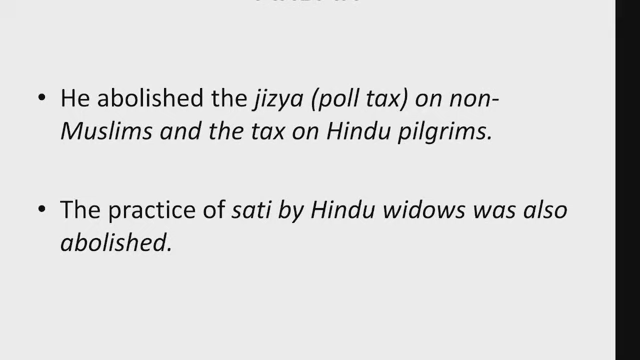 • He abolished the jizya (poll tax) on non-
Muslims and the tax on Hindu pilgrims.
• The practice of sati by Hindu widows was also
abolished.